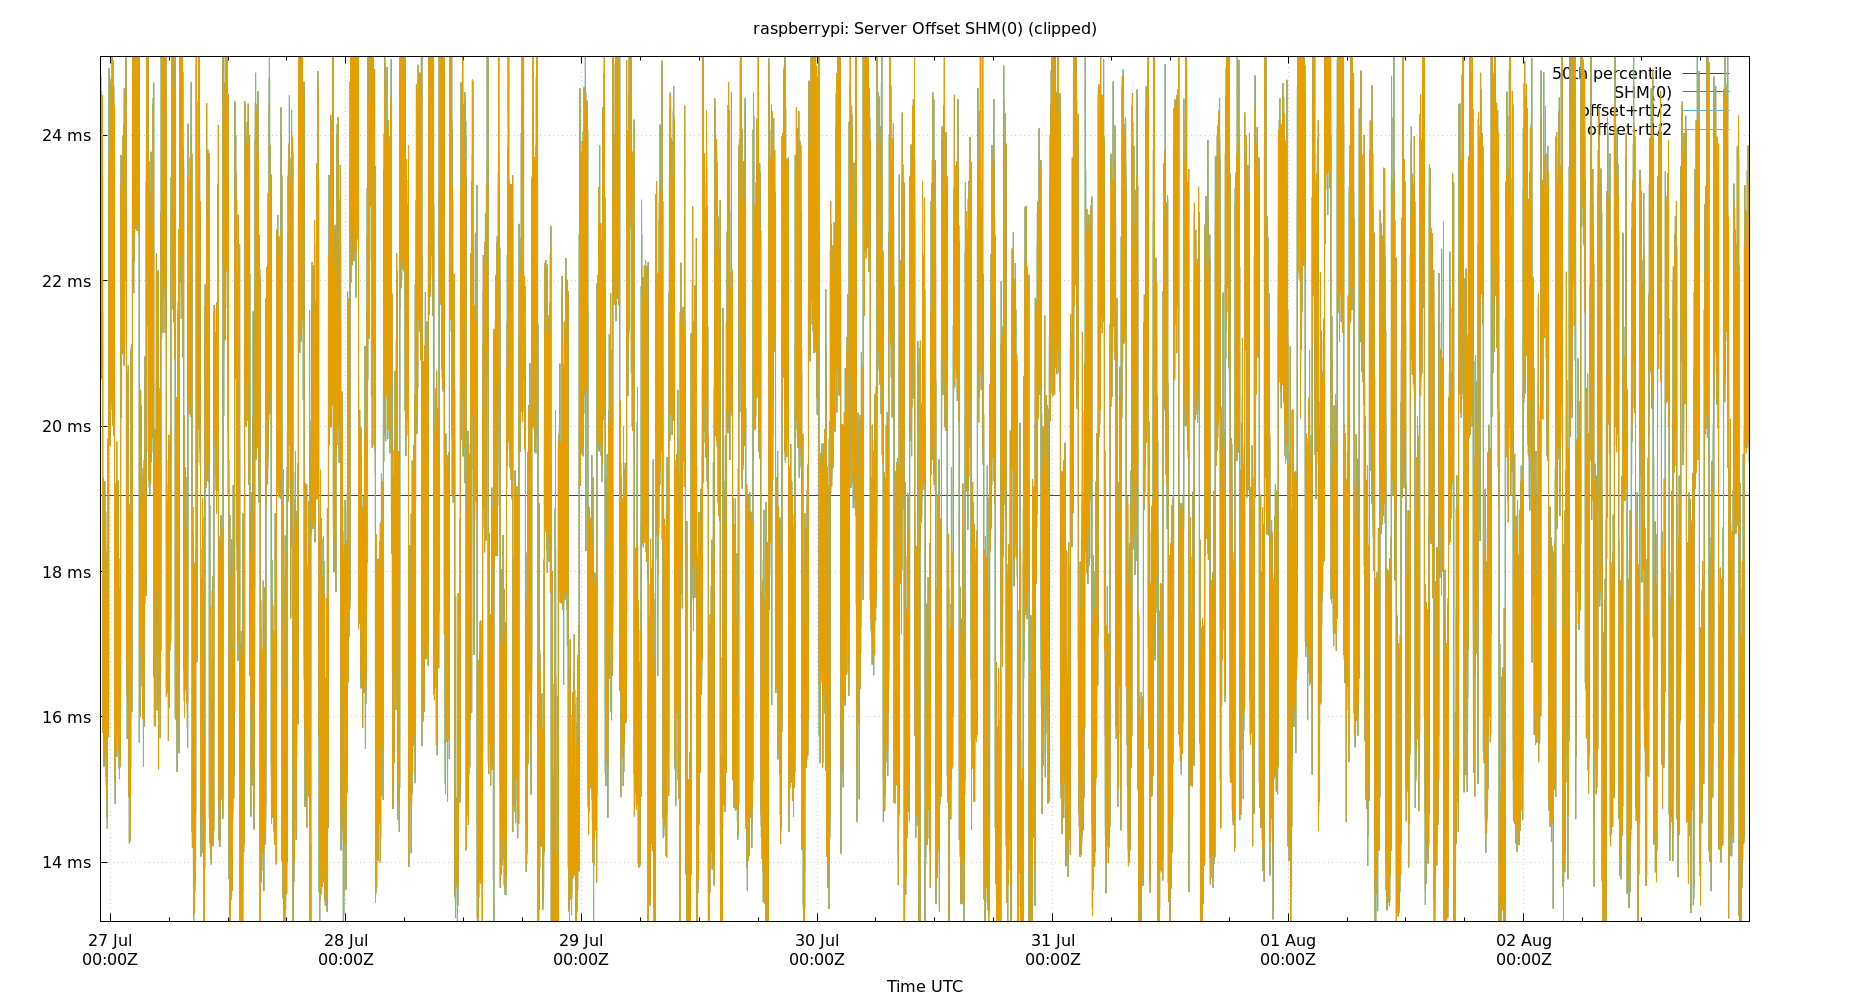 raspberrypi: Server Offset SHM(0) (clipped)
50th percentile
SHM(0)
offset+rtt/2
offset-rtt/2
24 ms
22 ms
20 ms
18 ms
16 ms
14 ms
27 Jul 28 Jul 29 Jul 30 Jul 31 Jul 01 Aug 02 Aug
00:00Z 00:00Z 00:00Z 00:00Z 00:00Z 00:00Z 00:00Z
Time UTC